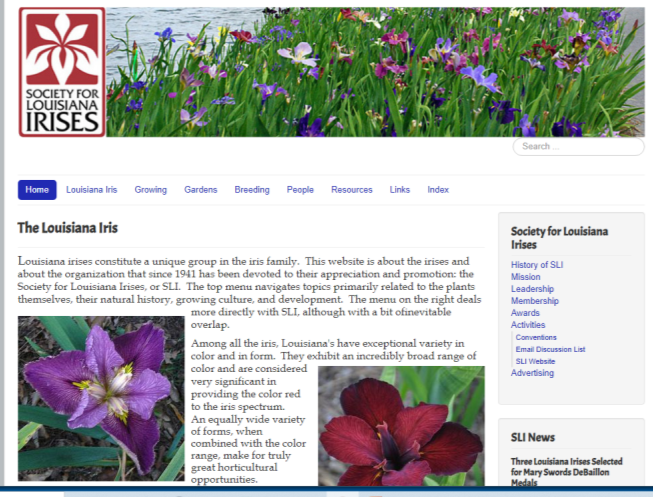 SOCIETY FOR
LOUISIANA
IRISES
Search ...
Home Louisiana Iris Growing Gardens Breeding People Resources Links Index
The Louisiana Iris
Louisiana irises constitute a unique group in the iris family. This website is about the irises and
about the organization that since 1941 has been devoted to their appreciation and promotion: the
Society for Louisiana Irises, or SLI. The top menu navigates topics primarily related to the plants
themselves, their natural history, growing culture, and development. The menu on the right deals
more directly with SLI, although with a bit ofinevitable
overlap.
Among all the iris, Louisiana's have exceptional variety in
color and in form. They exhibit an incredibly broad range of
color and are considered
very significant in
providing the color red
to the iris spectrum.
An equally wide variety
of forms, when
combined with the color
range, make for truly
great horticultural
opportunities.
Society for Louisiana
Irises
History of SLI
Mission
Leadership
Membership
Awards
Activities
Conventions
Email Discussion List
SLI Website
Advertising
SLI News
Three Louisiana Irises Selected
for Mary Swords DeBaillon
Medals